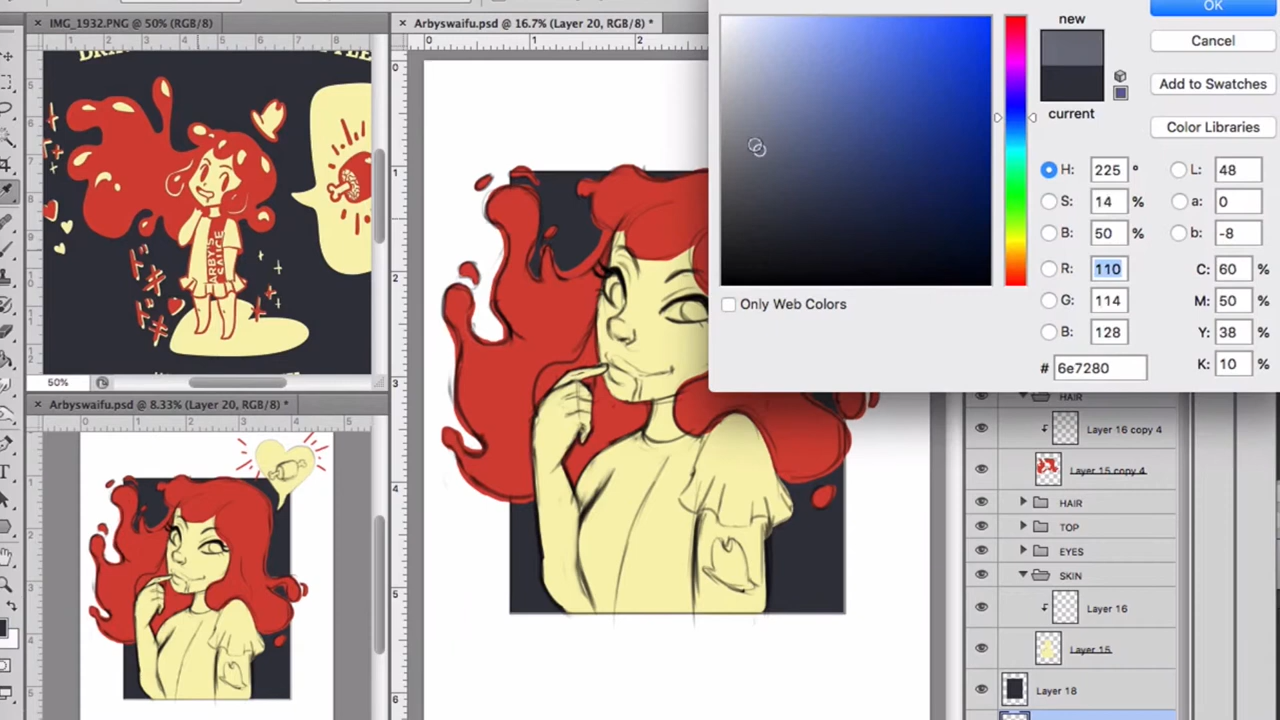 IMG_1932.PNG @ 50% (RGB/8)
Arbyswaifu.psd @ 16.7% (Layer 20, RGB/8) *
new
OK
Cancel
Add to Swatches
current
Color Libraries
H: 225 °
L: 48
S: 14 %
a: 0
B: 50 %
b: -8
R: 110
C: 60 %
G: 114
M: 50 %
B: 128
Y: 38 %
# 6e7280
K: 10 %
Only Web Colors
ARBY'S
SAUCE
ドキ
ドキ
50%
Arbyswaifu.psd @ 8.33% (Layer 20, RGB/8) *
HAIR
Layer 16 copy 4
Layer 15 copy 4
HAIR
TOP
EYES
SKIN
Layer 16
Layer 15
Layer 18